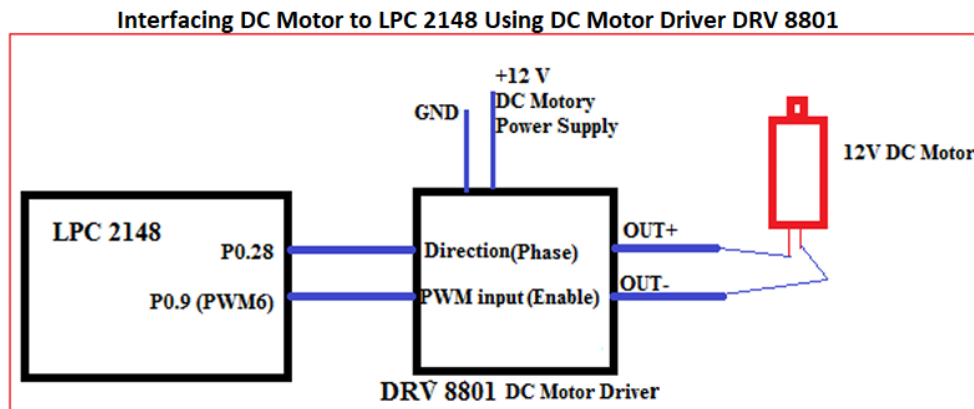 Interfacing DC Motor to LPC 2148 Using DC Motor Driver DRV 8801
+12 V
DC Motory
Power Supply
GND
12V DC Motor
LPC 2148
P0.28
P0.9 (PWM6)
Direction(Phase)
PWM input (Enable)
OUT+
OUT-
DRV 8801 DC Motor Driver